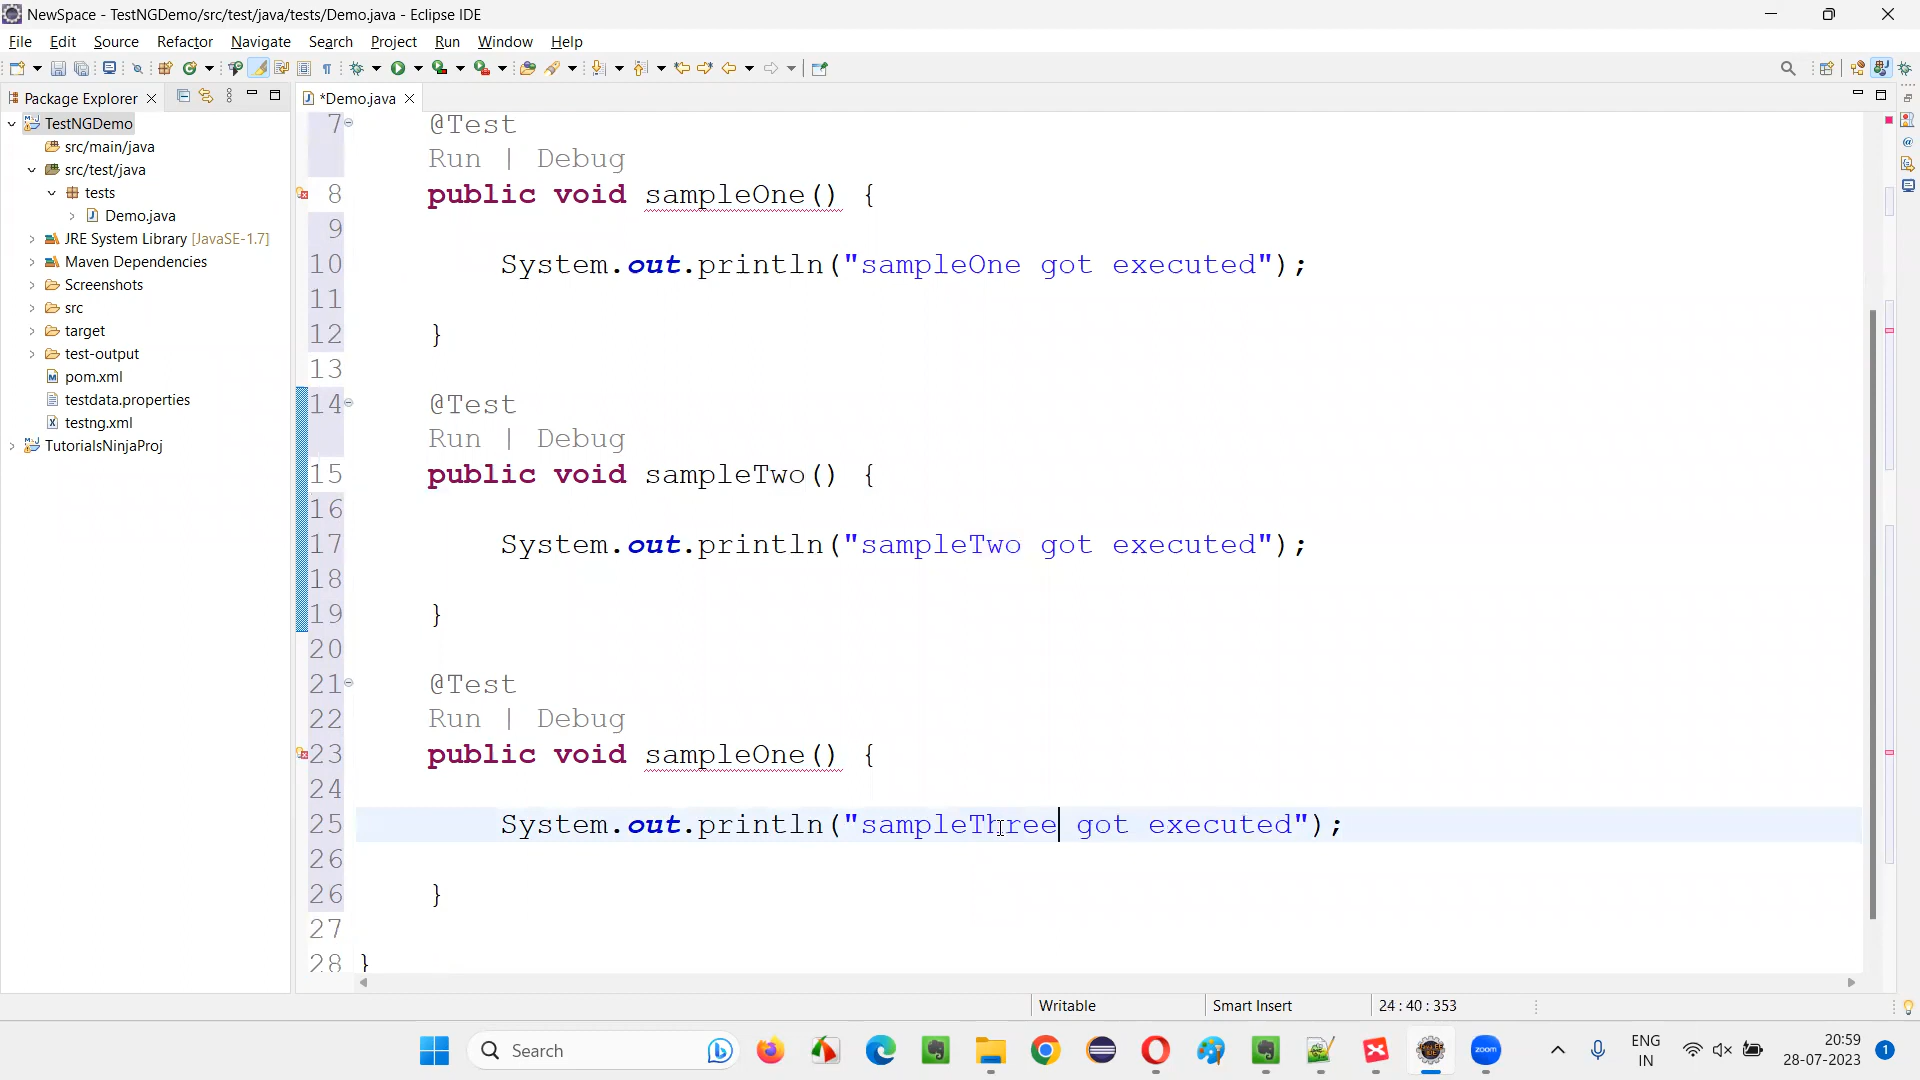 NewSpace - TestNGDemo/src/test/java/tests/Demo.java - Eclipse IDE
File Edit Source Refactor Navigate Search Project Run Window Help
Package Explorer
*Demo.java
TestNGDemo
src/main/java
src/test/java
tests
Demo.java
JRE System Library [JavaSE-1.7]
Maven Dependencies
Screenshots
src
target
test-output
pom.xml
testdata.properties
testng.xml
TutorialsNinjaProj
7 @Test
Run | Debug
8 public void sampleOne() {
9
10 System.out.println("sampleOne got executed");
11
12 }
13
14 @Test
Run | Debug
15 public void sampleTwo() {
16
17 System.out.println("sampleTwo got executed");
18
19 }
20
21 @Test
22 Run | Debug
23 public void sampleOne() {
24
25 System.out.println("sampleThree got executed");
26
26 }
27
28 }
Writable Smart Insert 24 : 40 : 353
Search
zoom
ENG
IN
20:59
28-07-2023
1